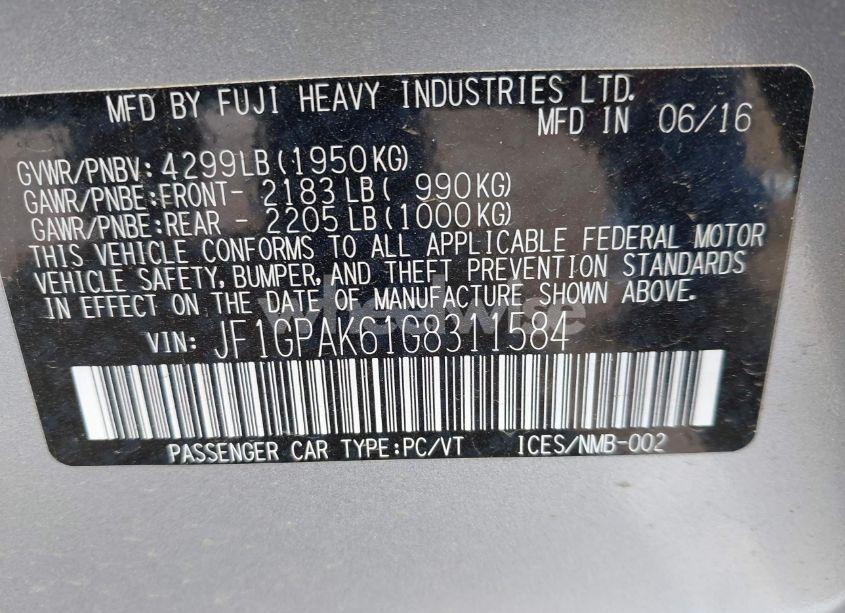 MFD BY FUJI HEAVY INDUSTRIES LTD.
MFD IN 06/16
GVWR/PNBV: 4299LB(1950KG)
GAWR/PNBE:FRONT- 2183 LB( 990KG)
GAWR/PNBE:REAR - 2205 LB(1000KG)
THIS VEHICLE CONFORMS TO ALL APPLICABLE FEDERAL MOTOR
VEHICLE SAFETY, BUMPER, AND THEFT PREVENTION STANDARDS
IN EFFECT ON THE DATE OF MANUFACTURE SHOWN ABOVE.
VIN: JF1GPAK61G8311584
PASSENGER CAR TYPE:PC/VT ICES/NMB-002